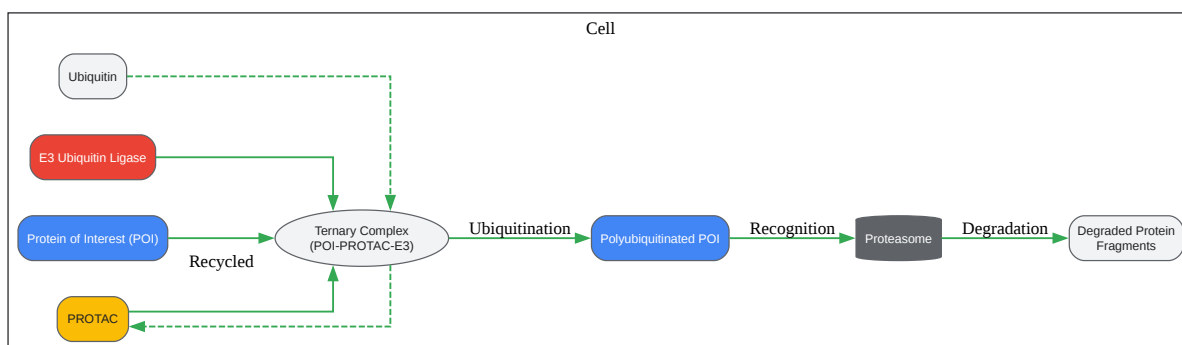 Cell
Ubiquitin
E3 Ubiquitin Ligase
Protein of Interest (POI)
Recycled
PROTAC
Ternary Complex
(POI-PROTAC-E3)
Ubiquitination
Polyubiquitinated POI
Recognition
Proteasome
Degradation
Degraded Protein
Fragments